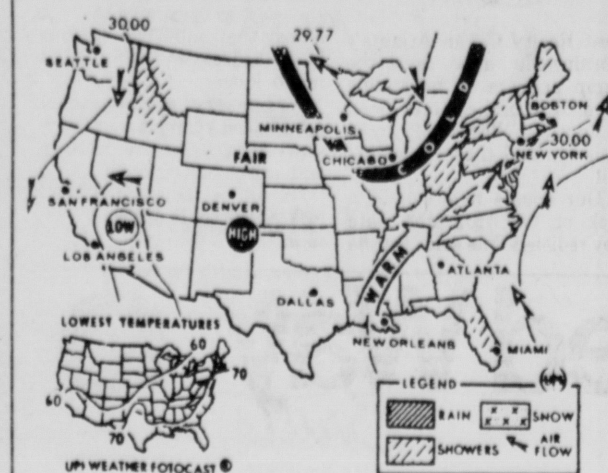 30.00
29.77
SEATTLE
BOSTON
MINNEAPOLIS
30.00
NEW YORK
FAIR
CHICAGO
COLD
SAN FRANCISCO
DENVER
LOW
HIGH
LOS ANGELES
WARM
ATLANTA
DALLAS
LOWEST TEMPERATURES
NEW ORLEANS
MIAMI
60
70
60
70
LEGEND
RAIN
SNOW
SHOWERS
AIR
FLOW
UPI WEATHER FOTOCAST ©